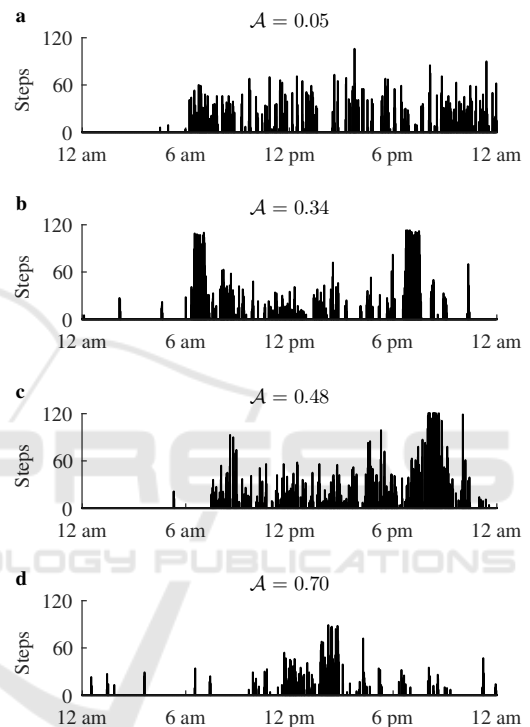 a
𝒜 = 0.05
120
60
0
Steps
12 am 6 am 12 pm 6 pm 12 am
b
𝒜 = 0.34
120
60
0
Steps
12 am 6 am 12 pm 6 pm 12 am
c
𝒜 = 0.48
120
60
0
Steps
12 am 6 am 12 pm 6 pm 12 am
PRESS
OLOGY PUBLICATIONS
d
𝒜 = 0.70
120
60
0
Steps
12 am 6 am 12 pm 6 pm 12 am